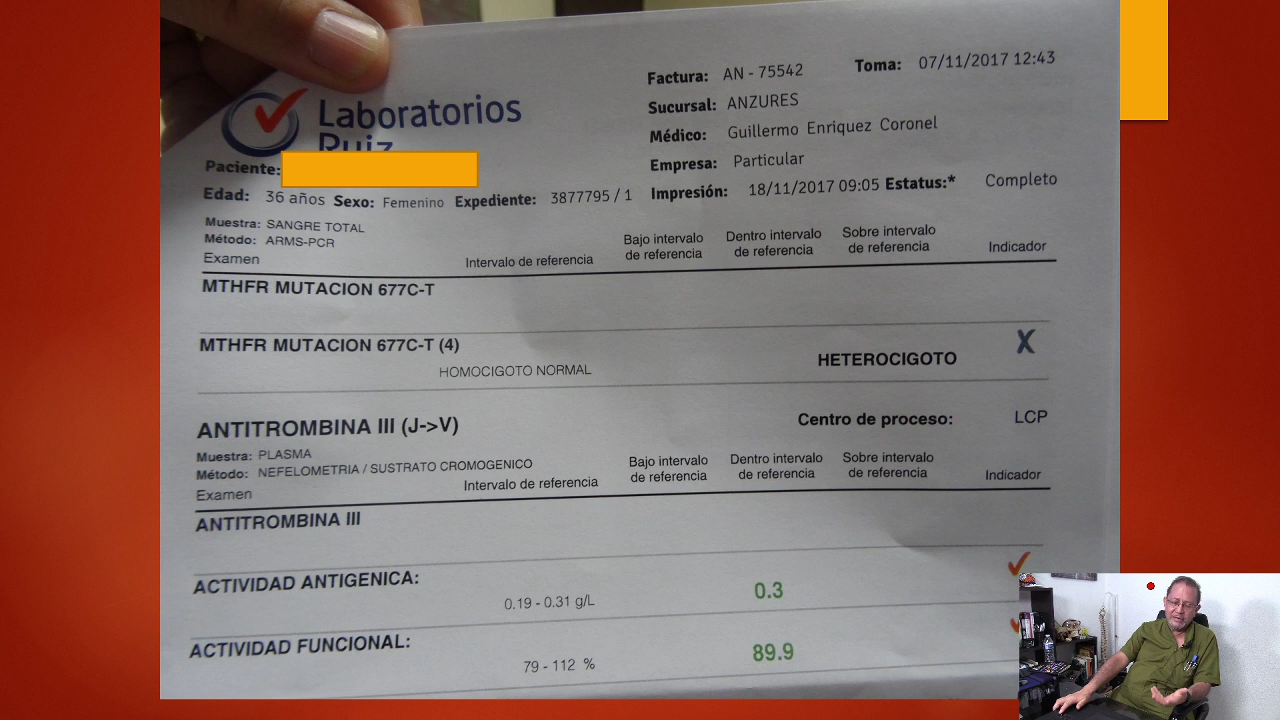 Laboratorios
Ruiz
Factura: AN - 75542
Toma: 07/11/2017 12:43
Sucursal: ANZURES
Médico: Guillermo Enriquez Coronel
Empresa: Particular
Paciente:
Edad: 36 años Sexo: Femenino Expediente: 3877795 / 1
Impresión: 18/11/2017 09:05 Estatus:* Completo
Muestra: SANGRE TOTAL
Método: ARMS-PCR
Examen
Intervalo de referencia
Bajo intervalo
de referencia
Dentro intervalo
de referencia
Sobre intervalo
de referencia
Indicador
MTHFR MUTACION 677C-T
MTHFR MUTACION 677C-T (4)
HOMOCIGOTO NORMAL
HETEROCIGOTO
X
ANTITROMBINA III (J->V)
Centro de proceso: LCP
Muestra: PLASMA
Método: NEFELOMETRIA / SUSTRATO CROMOGENICO
Examen
Intervalo de referencia
Bajo intervalo
de referencia
Dentro intervalo
de referencia
Sobre intervalo
de referencia
Indicador
ANTITROMBINA III
ACTIVIDAD ANTIGENICA:
0.19 - 0.31 g/L
0.3
ACTIVIDAD FUNCIONAL:
79 - 112 %
89.9